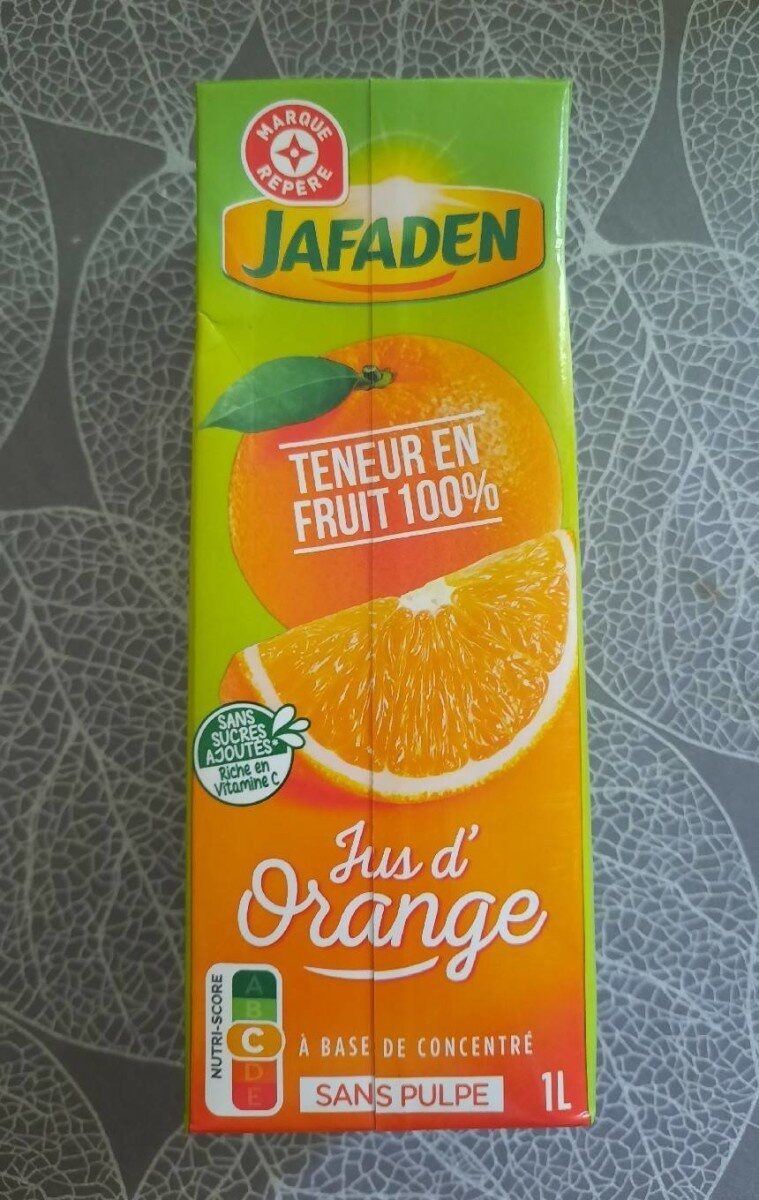 MARQUE
REPÈRE
JAFADEN
TENEUR EN
FRUIT 100%
SANS
SUCRES
AJOUTÉS*
Riche en
Vitamine C
Jus d'
Orange
NUTRI-SCORE
A
B
C
D
E
À BASE DE CONCENTRÉ
SANS PULPE
1L